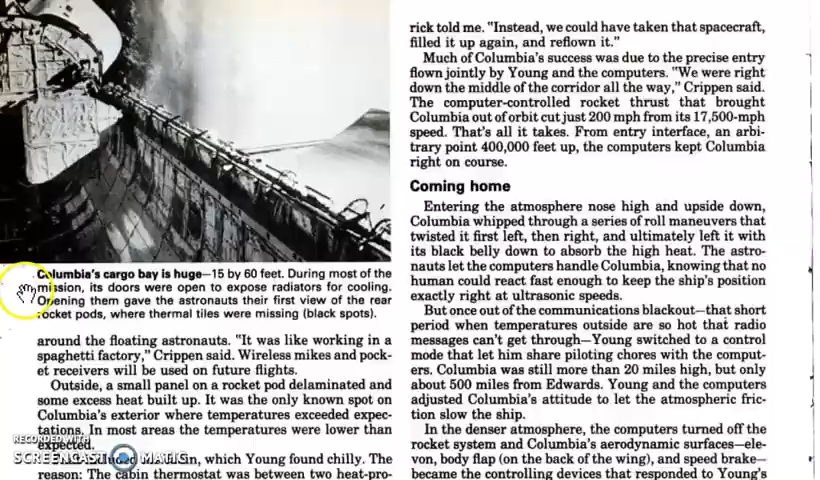 Columbia's cargo bay is huge—15 by 60 feet. During most of the
mission, its doors were open to expose radiators for cooling.
Opening them gave the astronauts their first view of the rear
rocket pods, where thermal tiles were missing (black spots).
around the floating astronauts. "It was like working in a
spaghetti factory," Crippen said. Wireless mikes and pock-
et receivers will be used on future flights.
Outside, a small panel on a rocket pod delaminated and
some excess heat built up. It was the only known spot on
Columbia's exterior where temperatures exceeded expec-
tations. In most areas the temperatures were lower than
expected.
which Young found chilly. The
reason: The cabin thermostat was between two heat-pro-
rick told me. "Instead, we could have taken that spacecraft,
filled it up again, and reflown it."
Much of Columbia's success was due to the precise entry
flown jointly by Young and the computers. "We were right
down the middle of the corridor all the way," Crippen said.
The computer-controlled rocket thrust that brought
Columbia out of orbit cut just 200 mph from its 17,500-mph
speed. That's all it takes. From entry interface, an arbi-
trary point 400,000 feet up, the computers kept Columbia
right on course.
Coming home
Entering the atmosphere nose high and upside down,
Columbia whipped through a series of roll maneuvers that
twisted it first left, then right, and ultimately left it with
its black belly down to absorb the high heat. The astro-
nauts let the computers handle Columbia, knowing that no
human could react fast enough to keep the ship's position
exactly right at ultrasonic speeds.
But once out of the communications blackout—that short
period when temperatures outside are so hot that radio
messages can't get through—Young switched to a control
mode that let him share piloting chores with the comput-
ers. Columbia was still more than 20 miles high, but only
about 500 miles from Edwards. Young and the computers
adjusted Columbia's attitude to let the atmospheric fric-
tion slow the ship.
In the denser atmosphere, the computers turned off the
rocket system and Columbia's aerodynamic surfaces—ele-
von, body flap (on the back of the wing), and speed brake—
became the controlling devices that responded to Young's
RECORDED WITH
SCREENCAST MATIC